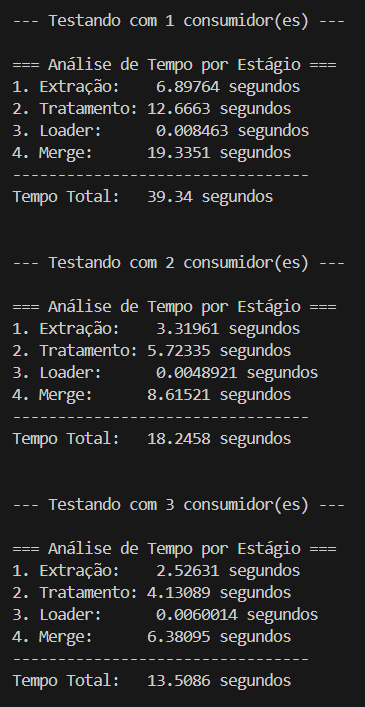 --- Testando com 1 consumidor(es) ---
=== Análise de Tempo por Estágio ===
1. Extração:    6.89764 segundos
2. Tratamento: 12.6663 segundos
3. Loader:      0.008463 segundos
4. Merge:      19.3351 segundos
---------------------------------
Tempo Total:   39.34 segundos
--- Testando com 2 consumidor(es) ---
=== Análise de Tempo por Estágio ===
1. Extração:    3.31961 segundos
2. Tratamento: 5.72335 segundos
3. Loader:      0.0048921 segundos
4. Merge:      8.61521 segundos
---------------------------------
Tempo Total:   18.2458 segundos
--- Testando com 3 consumidor(es) ---
=== Análise de Tempo por Estágio ===
1. Extração:    2.52631 segundos
2. Tratamento: 4.13089 segundos
3. Loader:      0.0060014 segundos
4. Merge:      6.38095 segundos
---------------------------------
Tempo Total:   13.5086 segundos